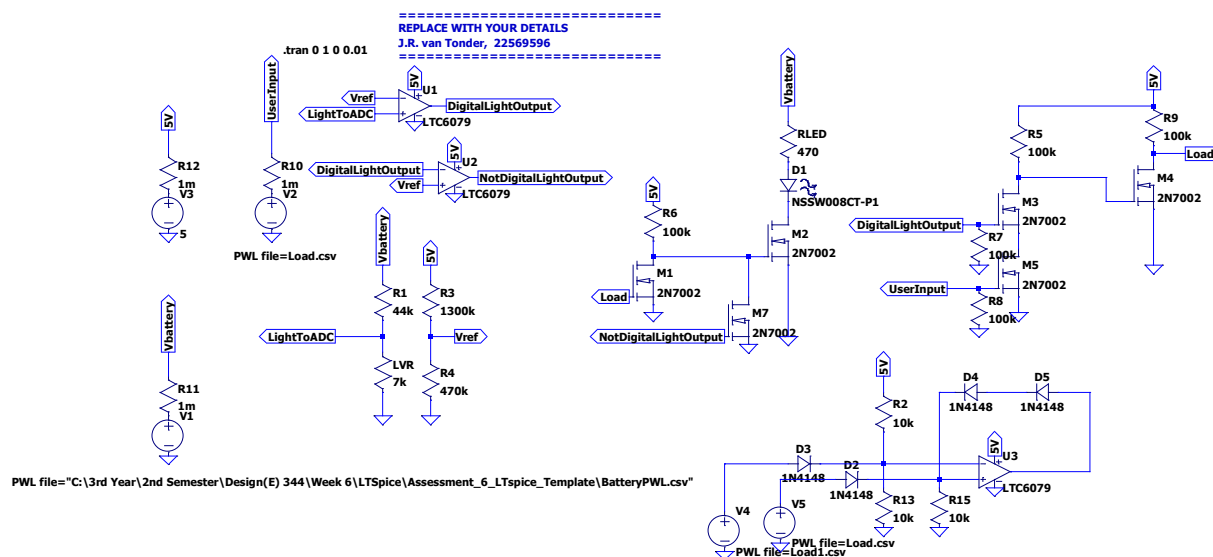 ==============================
REPLACE WITH YOUR DETAILS
J.R. van Tonder,  22569596
==============================
.tran 0 1 0 0.01
5V
R12
1m
V3
5
UserInput
R10
1m
V2
PWL file=Load.csv
5V
U1
Vref
LightToADC
DigitalLightOutput
LTC6079
5V
U2
DigitalLightOutput
Vref
NotDigitalLightOutput
LTC6079
Vbattery
R11
1m
V1
PWL file="C:\3rd Year\2nd Semester\Design(E) 344\Week 6\LTSpice\Assessment_6_LTspice_Template\BatteryPWL.csv"
Vbattery
R1
44k
LightToADC
LVR
7k
5V
R3
1300k
Vref
R4
470k
Vbattery
RLED
470
D1
NSSW008CT-P1
5V
R6
100k
M2
2N7002
M1
2N7002
Load
M7
2N7002
NotDigitalLightOutput
5V
R5
100k
R9
100k
Load
M4
2N7002
M3
2N7002
DigitalLightOutput
R7
100k
M5
2N7002
UserInput
R8
100k
5V
R2
10k
D4
1N4148
D5
1N4148
5V
U3
LTC6079
D3
1N4148
D2
1N4148
R13
10k
R15
10k
V4
V5
PWL file=Load.csv
PWL file=Load1.csv